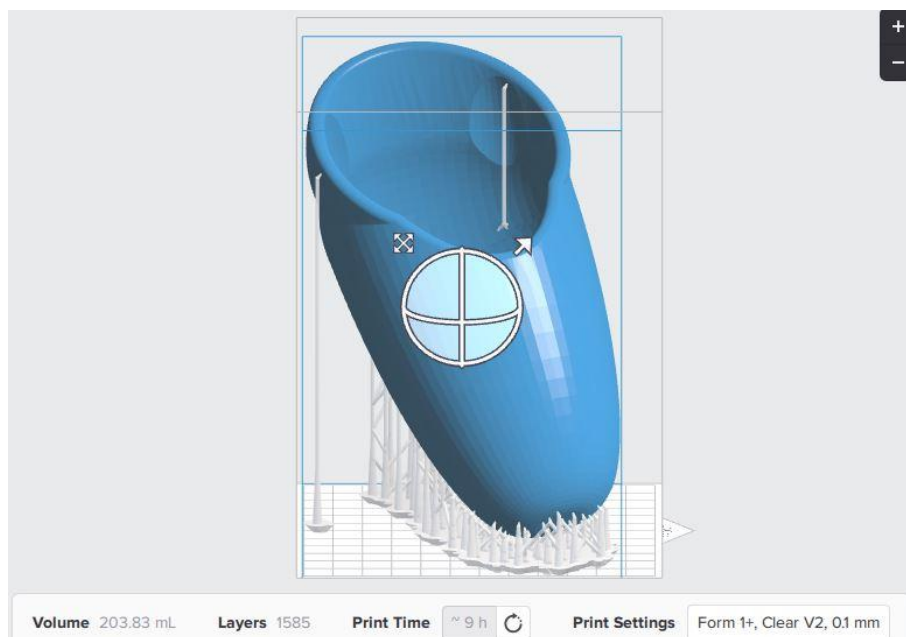 +
−
Volume 203.83 mL Layers 1585 Print Time ~ 9 h Print Settings Form 1+, Clear V2, 0.1 mm